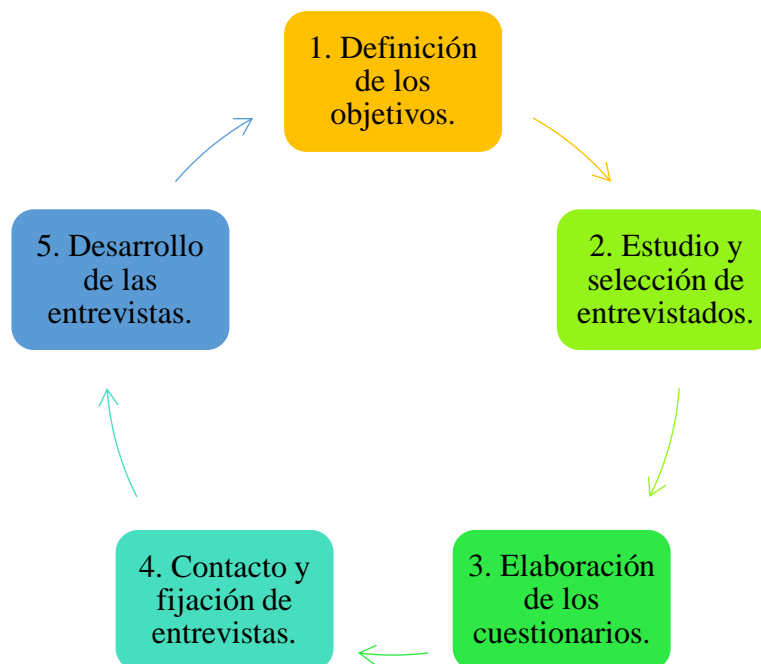 1. Definición
de los
objetivos.
2. Estudio y
selección de
entrevistados.
3. Elaboración
de los
cuestionarios.
4. Contacto y
fijación de
entrevistas.
5. Desarrollo
de las
entrevistas.